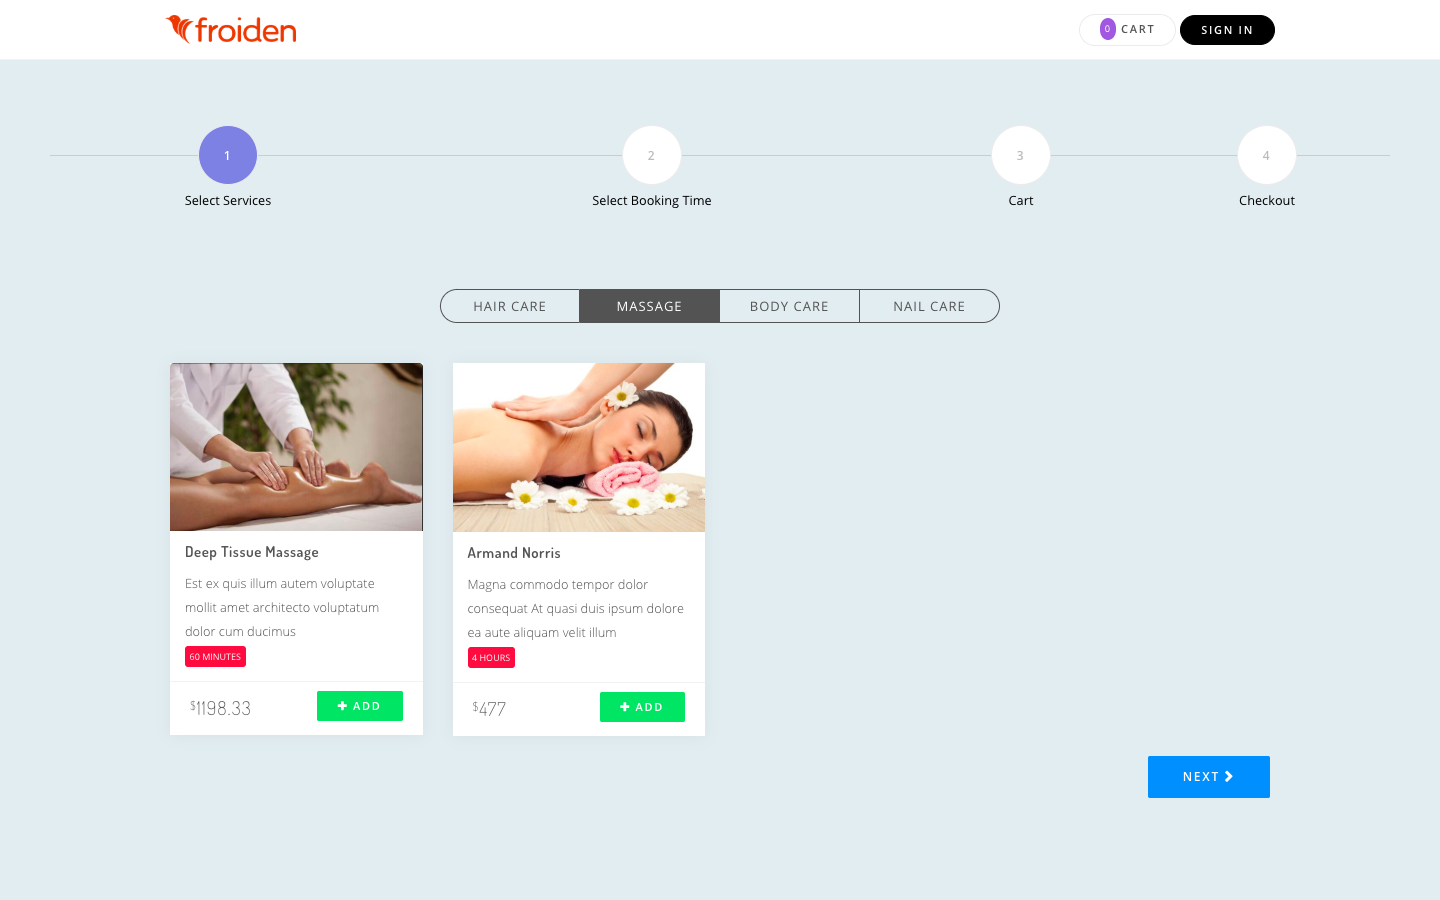 froiden
0 CART
SIGN IN
1
2
3
4
Select Services
Select Booking Time
Cart
Checkout
HAIR CARE
MASSAGE
BODY CARE
NAIL CARE
Deep Tissue Massage
Est ex quis illum autem voluptate
mollit amet architecto voluptatum
dolor cum ducimus
60 MINUTES
$1198.33
ADD
Armand Norris
Magna commodo tempor dolor
consequat At quasi duis ipsum dolore
ea aute aliquam velit illum
4 HOURS
$477
ADD
NEXT